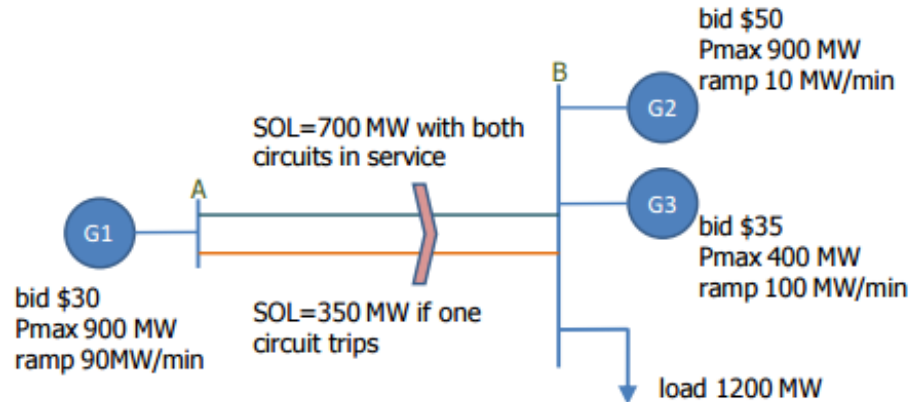 bid $50
Pmax 900 MW
ramp 10 MW/min
B
G2
SOL=700 MW with both
circuits in service
A
G3
G1
bid $35
Pmax 400 MW
ramp 100 MW/min
bid $30
Pmax 900 MW
ramp 90MW/min
SOL=350 MW if one
circuit trips
load 1200 MW